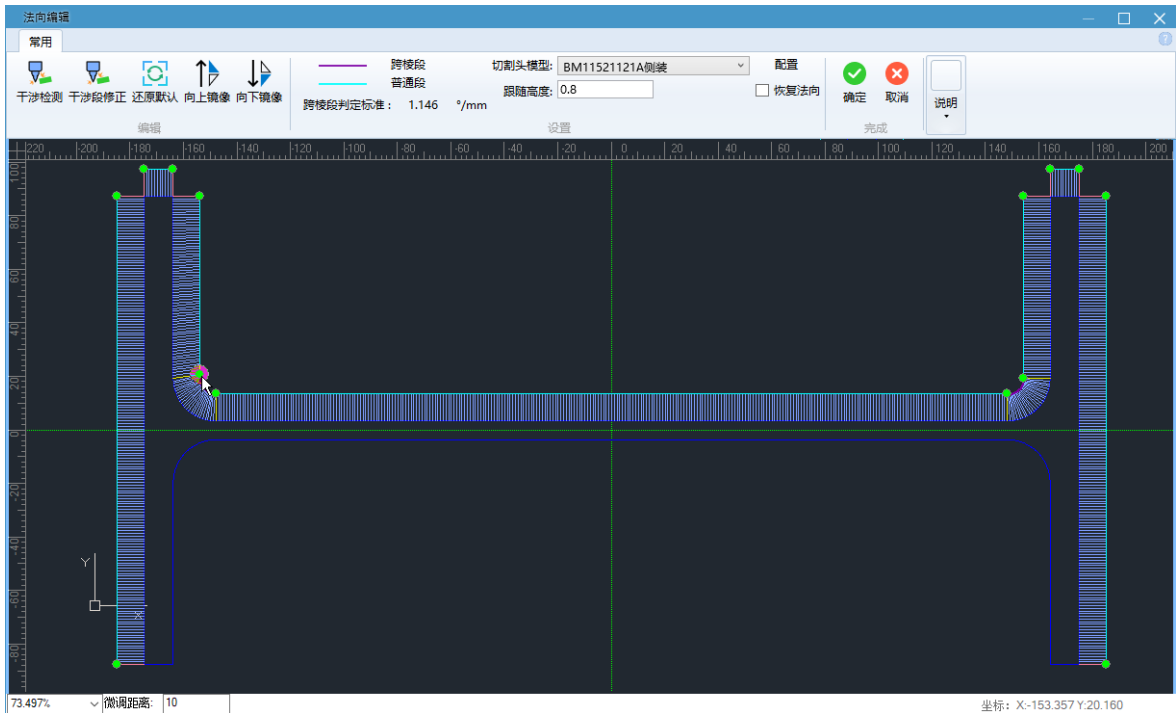 法向编辑
常用
干涉检测 干涉段修正 还原默认 向上镜像 向下镜像
编辑
跨棱段
普通段
跨棱段判定标准： 1.146 °/mm
切割头模型: BM11521121A侧装
跟随高度: 0.8
配置
恢复法向
设置
确定 取消
完成
说明
220 -200 -180 -160 -140 -120 -100 -80 -60 -40 -20 0 20 40 60 80 100 120 140 160 180 200
100
80
60
40
20
0
-20
-40
-60
-80
Y
X
73.497% 微调距离: 10 坐标: X:-153.357 Y:20.160